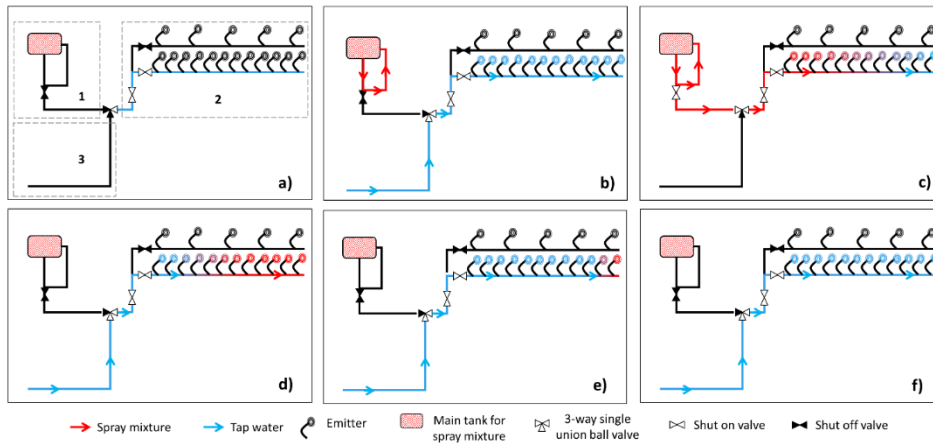 1
2
3
a)
b)
c)
d)
e)
f)
Spray mixture
Tap water
Emitter
Main tank for
spray mixture
3-way single
union ball valve
Shut on valve
Shut off valve